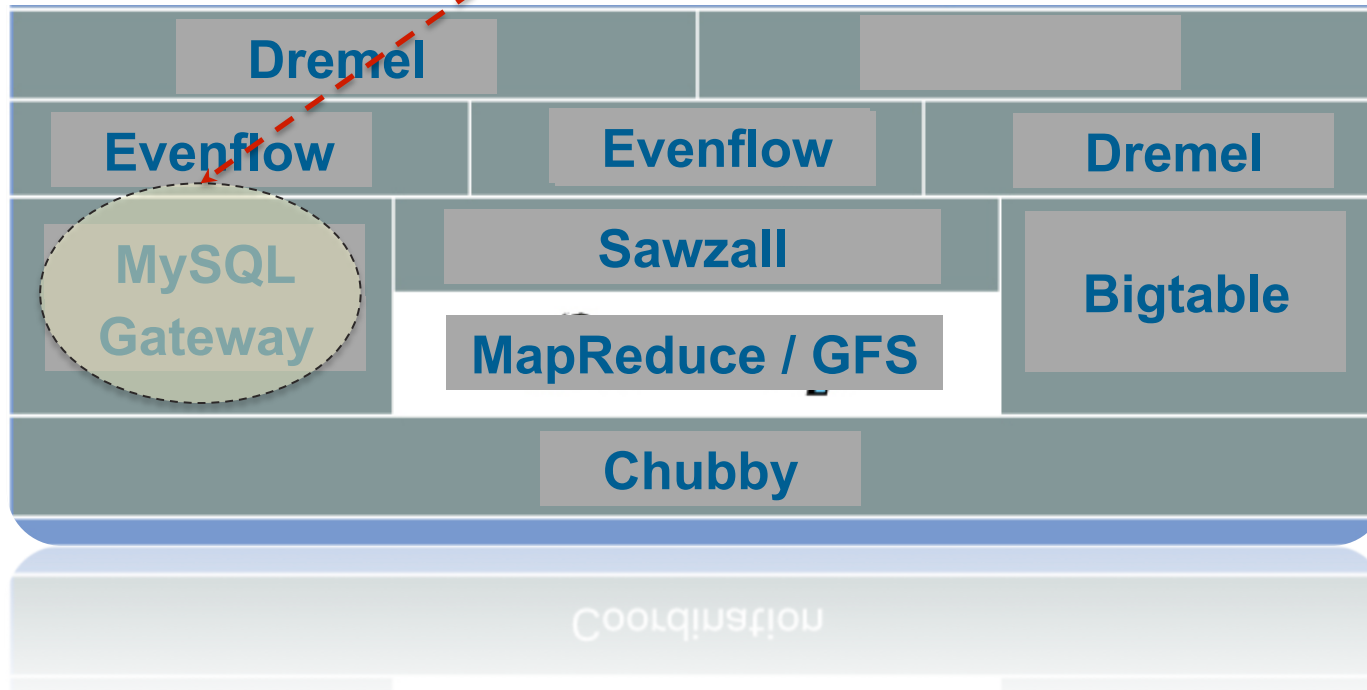 Dremel
Evenflow Evenflow Dremel
MySQL
Gateway
Sawzall
Bigtable
MapReduce / GFS
Chubby
Coordination